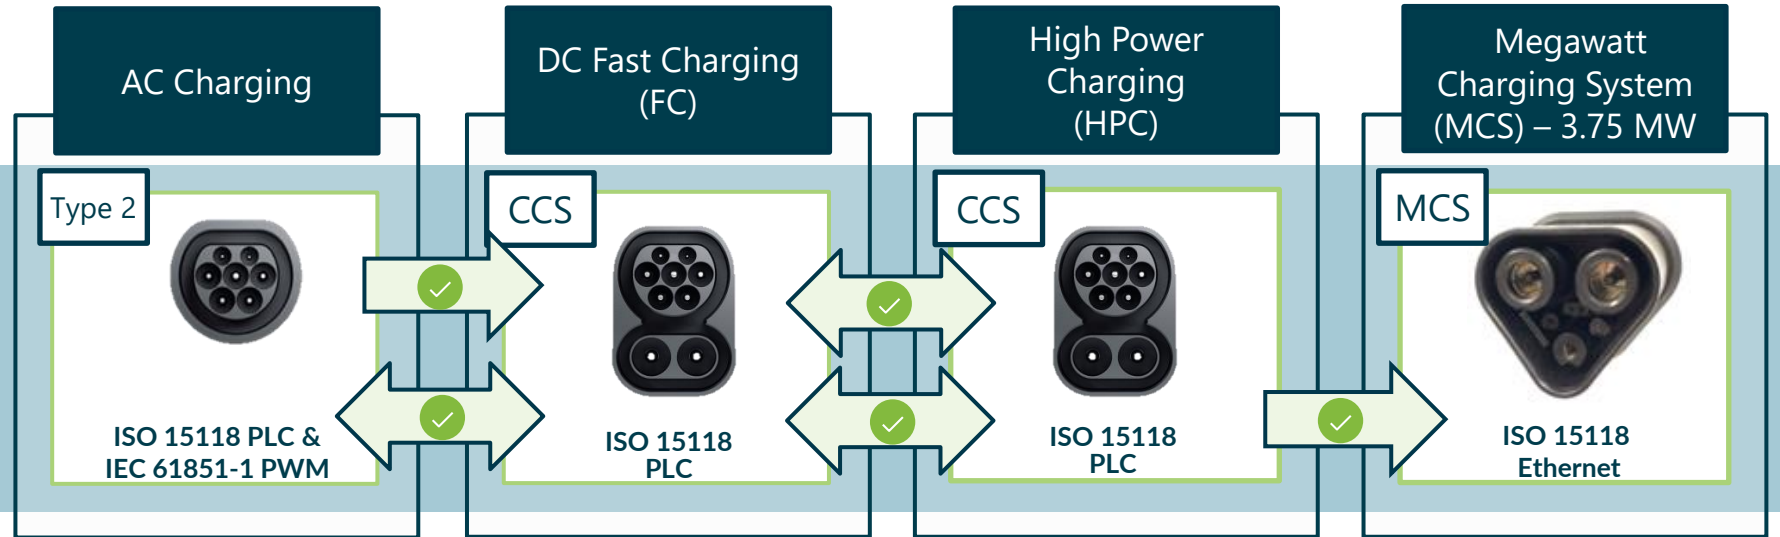 AC Charging
DC Fast Charging
(FC)
High Power
Charging
(HPC)
Megawatt
Charging System
(MCS) – 3.75 MW
Type 2
CCS
CCS
MCS
ISO 15118 PLC &
IEC 61851-1 PWM
ISO 15118
PLC
ISO 15118
PLC
ISO 15118
Ethernet